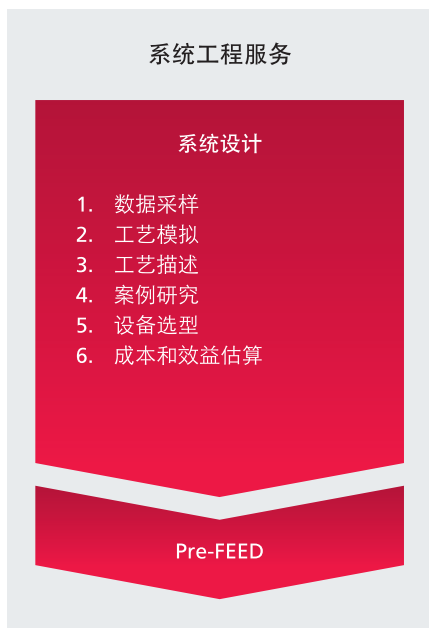 系统工程服务
系统设计
1. 数据采样
2. 工艺模拟
3. 工艺描述
4. 案例研究
5. 设备选型
6. 成本和效益估算
Pre-FEED